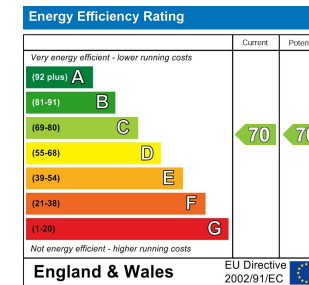 Energy Efficiency Rating
Current
Very energy efficient - lower running costs
(92 plus) A
(81-91) B
(69-80) C
70
(55-68) D
(39-54) E
(21-38) F
(1-20) G
Not energy efficient - higher running costs
England & Wales
EU Directive
2002/91/EC